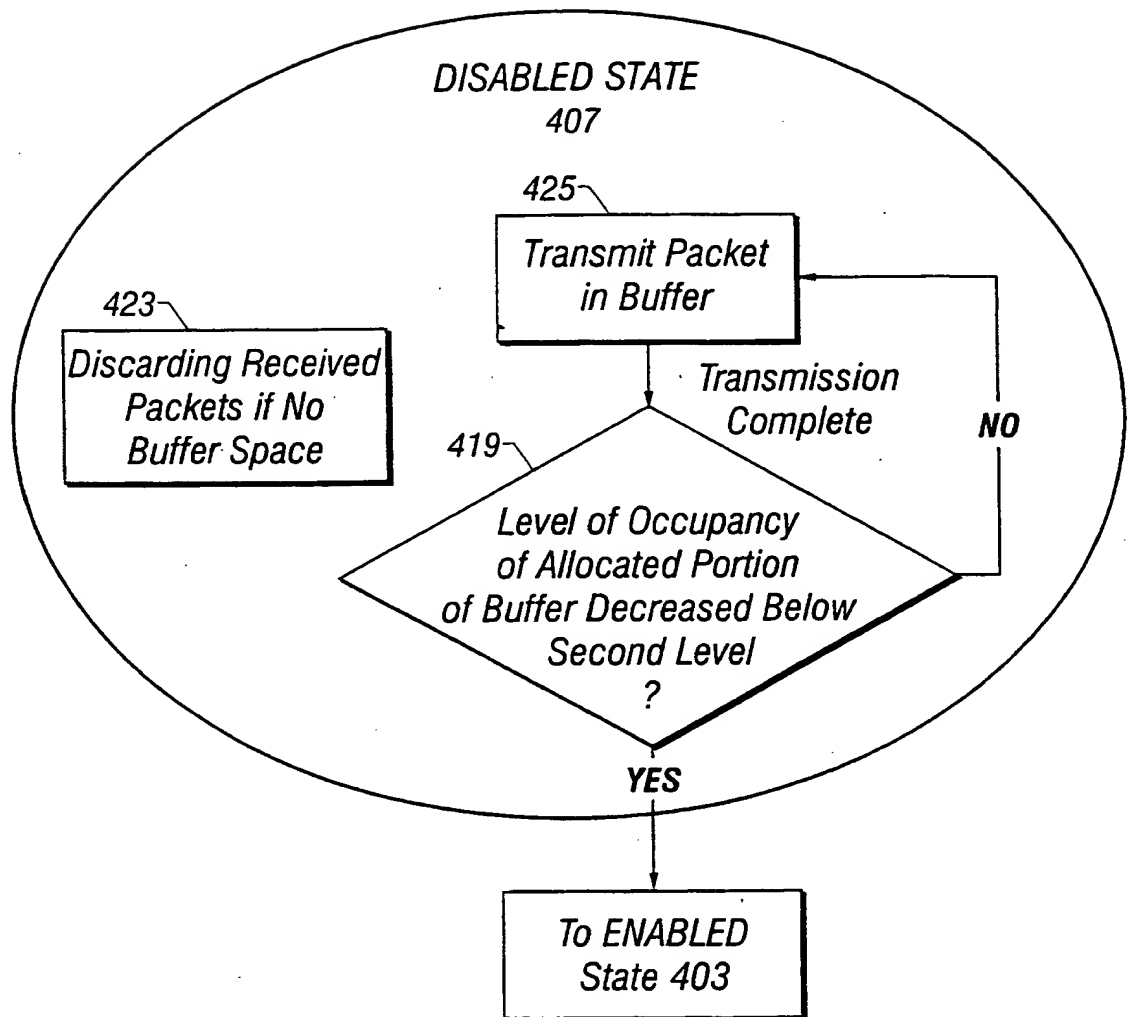 DISABLED STATE
407
425
Transmit Packet
in Buffer
423
Discarding Received
Packets if No
Buffer Space
Transmission
Complete
NO
419
Level of Occupancy
of Allocated Portion
of Buffer Decreased Below
Second Level
?
YES
To ENABLED
State 403